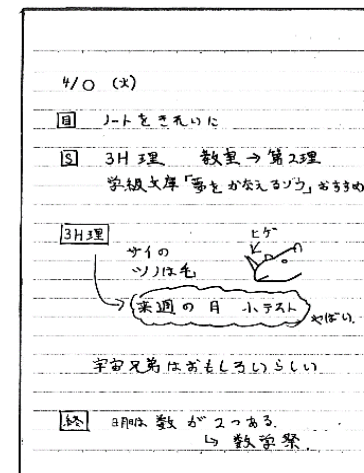 4/○ (火)
目 ノートをきれいに
S 3H 理 教室→第2理
学級文庫「夢をかなえるゾウ」おすすめ
3H理
ヒゲ
サイの
ツノは毛
来週の月 小テスト
やばい。
宇宙兄弟はおもしろいらしい
終 明日は 数が2つある。
↳ 数学祭。